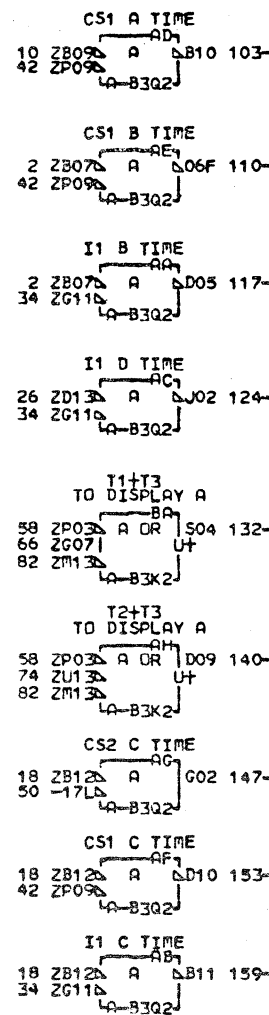 CS1 A TIME
AD
10 ZB09 A B10 103
42 ZP09
A-B3Q2
CS1 B TIME
AE
2 ZB07 A 06F 110
42 ZP09
A-B3Q2
I1 B TIME
AA
2 ZB07 A D05 117
34 ZG11
A-B3Q2
I1 D TIME
AC
26 ZD13 A J02 124
34 ZG11
A-B3Q2
T1+T3
TO DISPLAY A
BA
58 ZP03 A OR S04 132
66 ZG07 U+
82 ZM13
A-B3K2
T2+T3
TO DISPLAY A
AH
58 ZP03 A OR D09 140
74 ZU13 U+
82 ZM13
A-B3K2
CS2 C TIME
AG
18 ZB12 A G02 147
50 -17L
A-B3Q2
CS1 C TIME
AF
18 ZB12 A D10 153
42 ZP09
A-B3Q2
I1 C TIME
AB
18 ZB12 A B11 159
34 ZG11
A-B3Q2